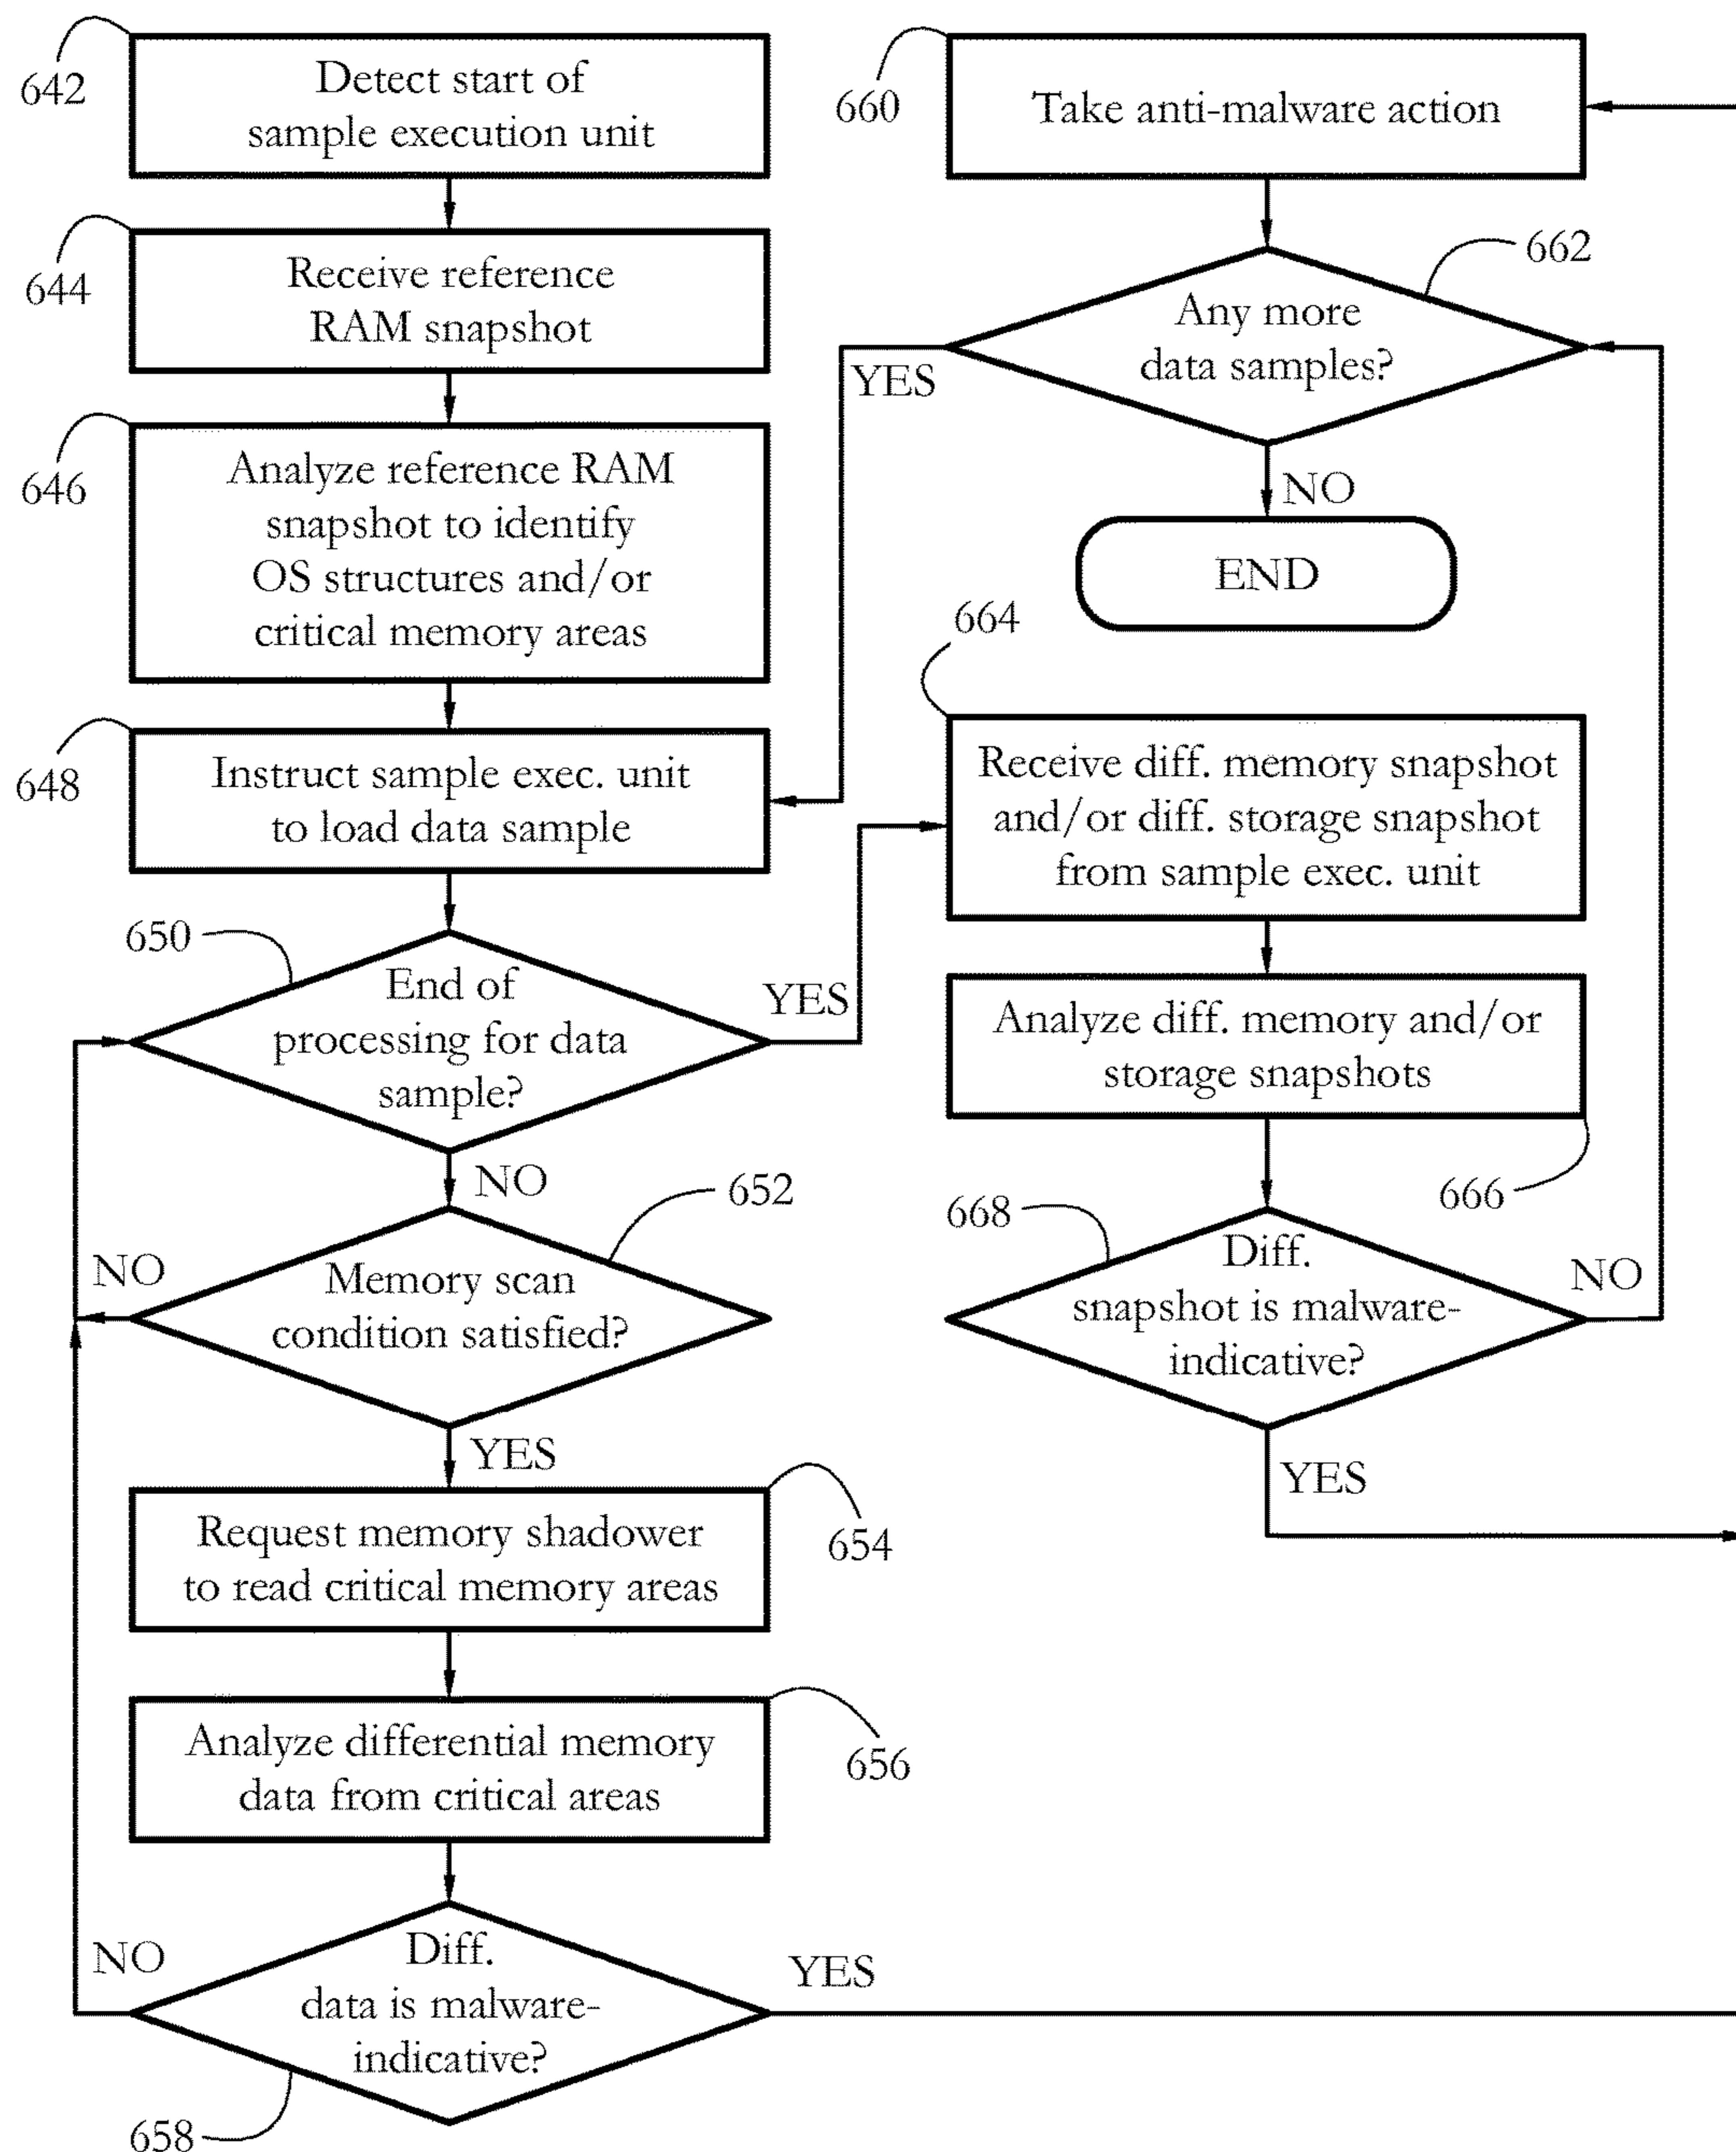 642
Detect start of
sample execution unit
644
Receive reference
RAM snapshot
646
Analyze reference RAM
snapshot to identify
OS structures and/or
critical memory areas
648
Instruct sample exec. unit
to load data sample
650
End of
processing for data
sample?
YES
NO
652
Memory scan
condition satisfied?
NO
YES
654
Request memory shadower
to read critical memory areas
656
Analyze differential memory
data from critical areas
NO
Diff.
data is malware-
indicative?
YES
658
660
Take anti-malware action
662
Any more
data samples?
YES
NO
END
664
Receive diff. memory snapshot
and/or diff. storage snapshot
from sample exec. unit
Analyze diff. memory and/or
storage snapshots
666
668
Diff.
snapshot is malware-
indicative?
NO
YES